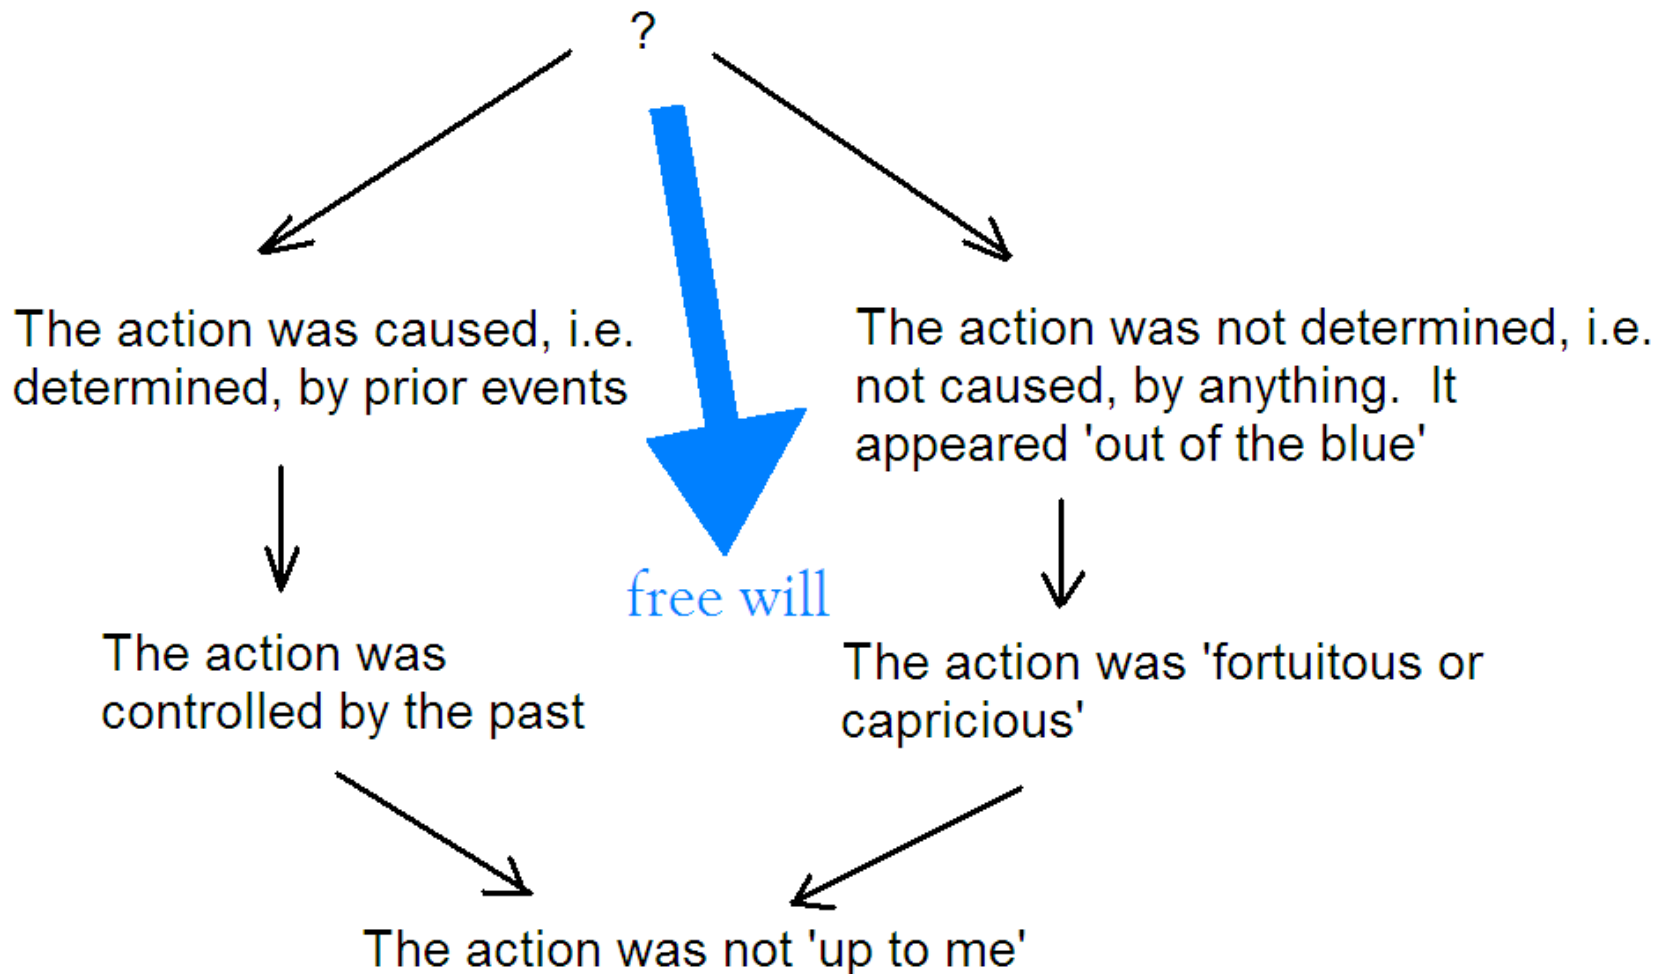 ?
The action was caused, i.e.
determined, by prior events
The action was not determined, i.e.
not caused, by anything.  It
appeared 'out of the blue'
free will
The action was
controlled by the past
The action was 'fortuitous or
capricious'
The action was not 'up to me'